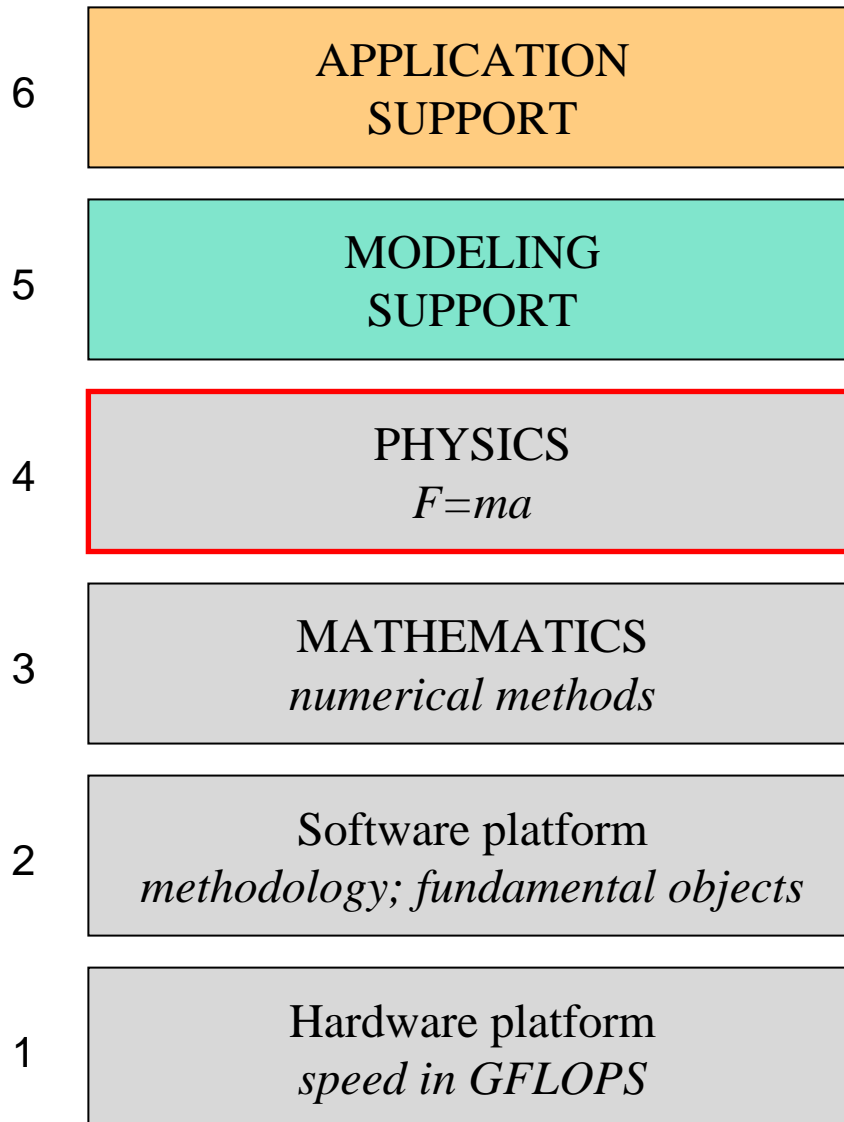 6
APPLICATION
SUPPORT
5
MODELING
SUPPORT
4
PHYSICS
F=ma
3
MATHEMATICS
numerical methods
2
Software platform
methodology; fundamental objects
1
Hardware platform
speed in GFLOPS